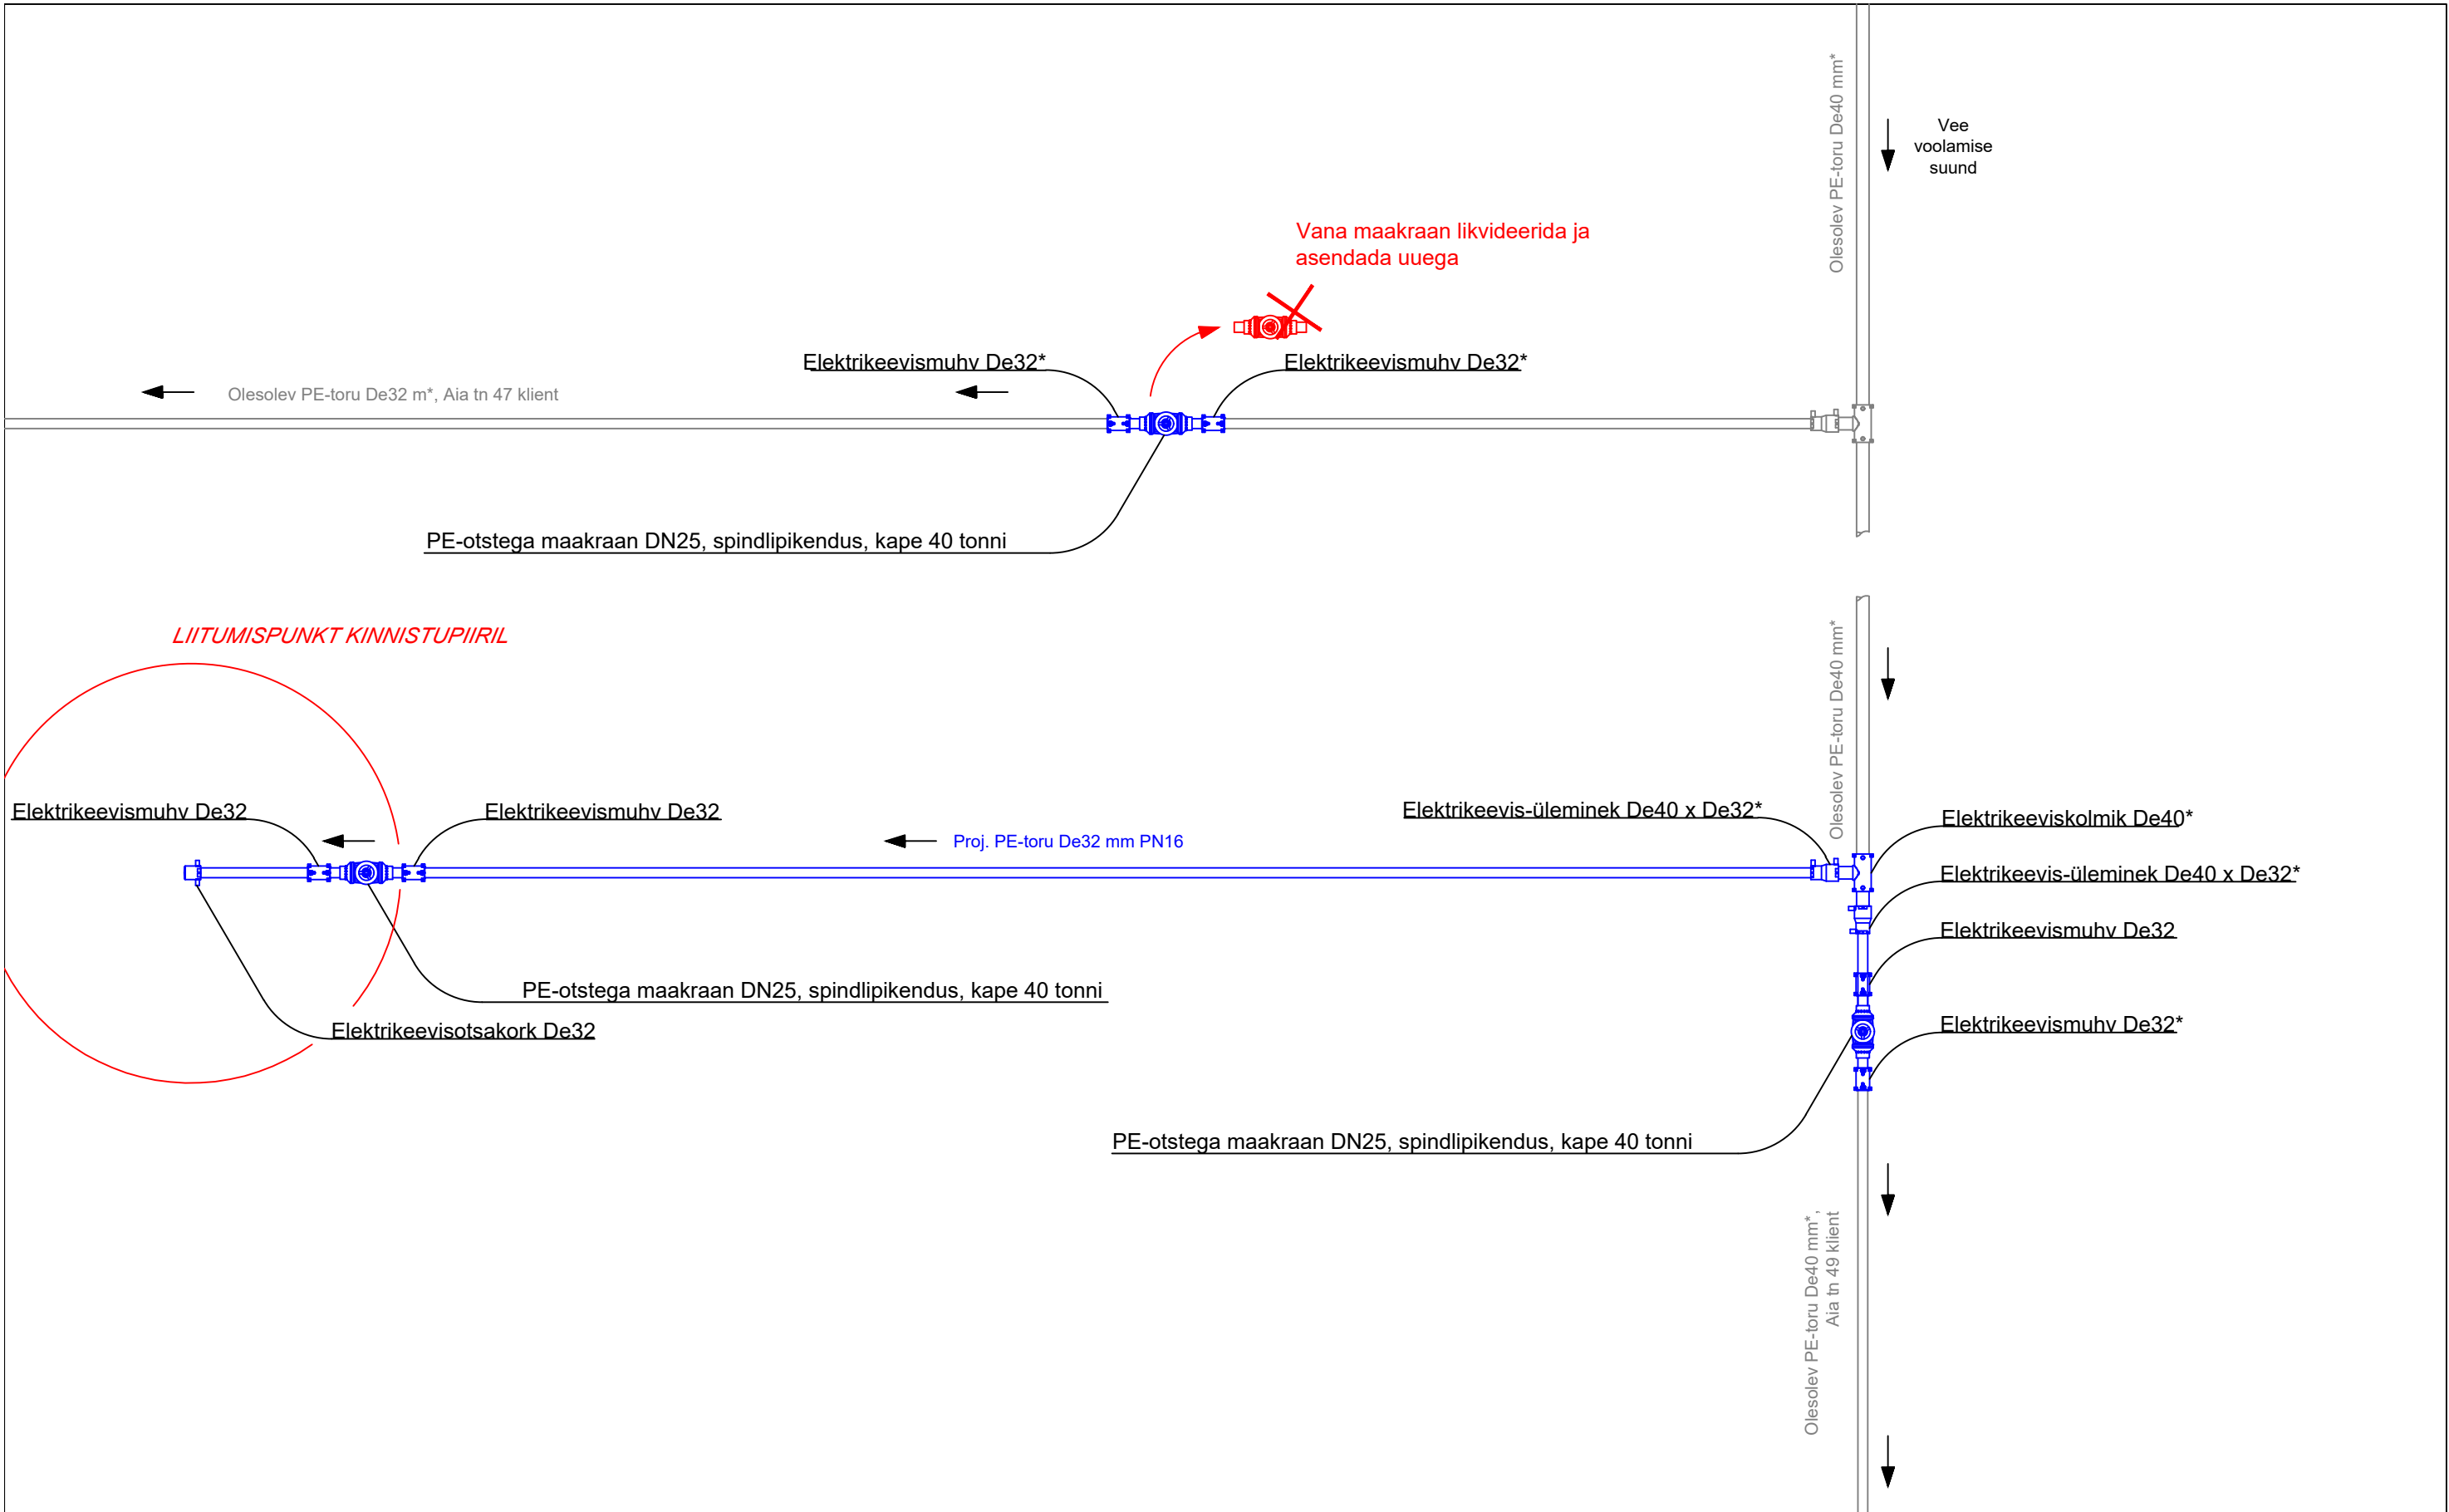 Olesolev PE-toru De40 mm*
Vee
voolamise
suund
Vana maakraan likvideerida ja
asendada uuega
Elektrikeevismuhv De32*
Elektrikeevismuhv De32*
Olesolev PE-toru De32 m*, Aia tn 47 klient
PE-otstega maakraan DN25, spindlipikendus, kape 40 tonni
LIITUMISPUNKT KINNISTUPIIRIL
Olesolev PE-toru De40 mm*
Elektrikeevismuhv De32
Elektrikeevismuhv De32
Elektrikeevis-üleminek De40 x De32*
Elektrikeeviskolmik De40*
Proj. PE-toru De32 mm PN16
Elektrikeevis-üleminek De40 x De32*
Elektrikeevismuhv De32
PE-otstega maakraan DN25, spindlipikendus, kape 40 tonni
Elektrikeevisotsakork De32
Elektrikeevismuhv De32*
PE-otstega maakraan DN25, spindlipikendus, kape 40 tonni
Olesolev PE-toru De40 mm*,
Aia tn 49 klient